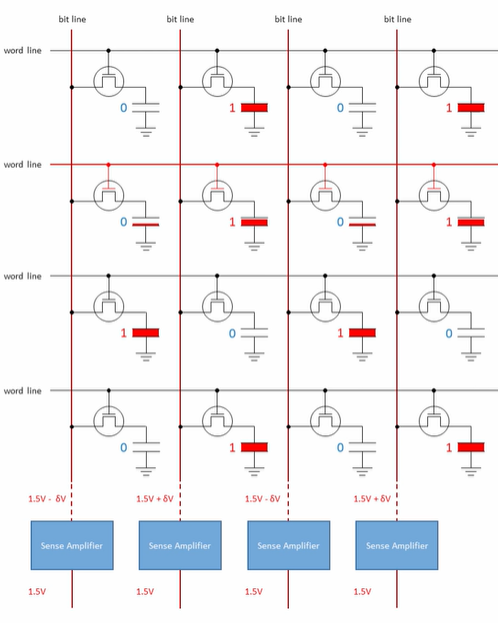 bit line bit line bit line bit line
word line
0 1 0 1
word line
0 1 0 1
word line
1 0 1 0
word line
0 1 0 1
1.5V - δV 1.5V + δV 1.5V - δV 1.5V + δV
Sense Amplifier Sense Amplifier Sense Amplifier Sense Amplifier
1.5V 1.5V 1.5V 1.5V